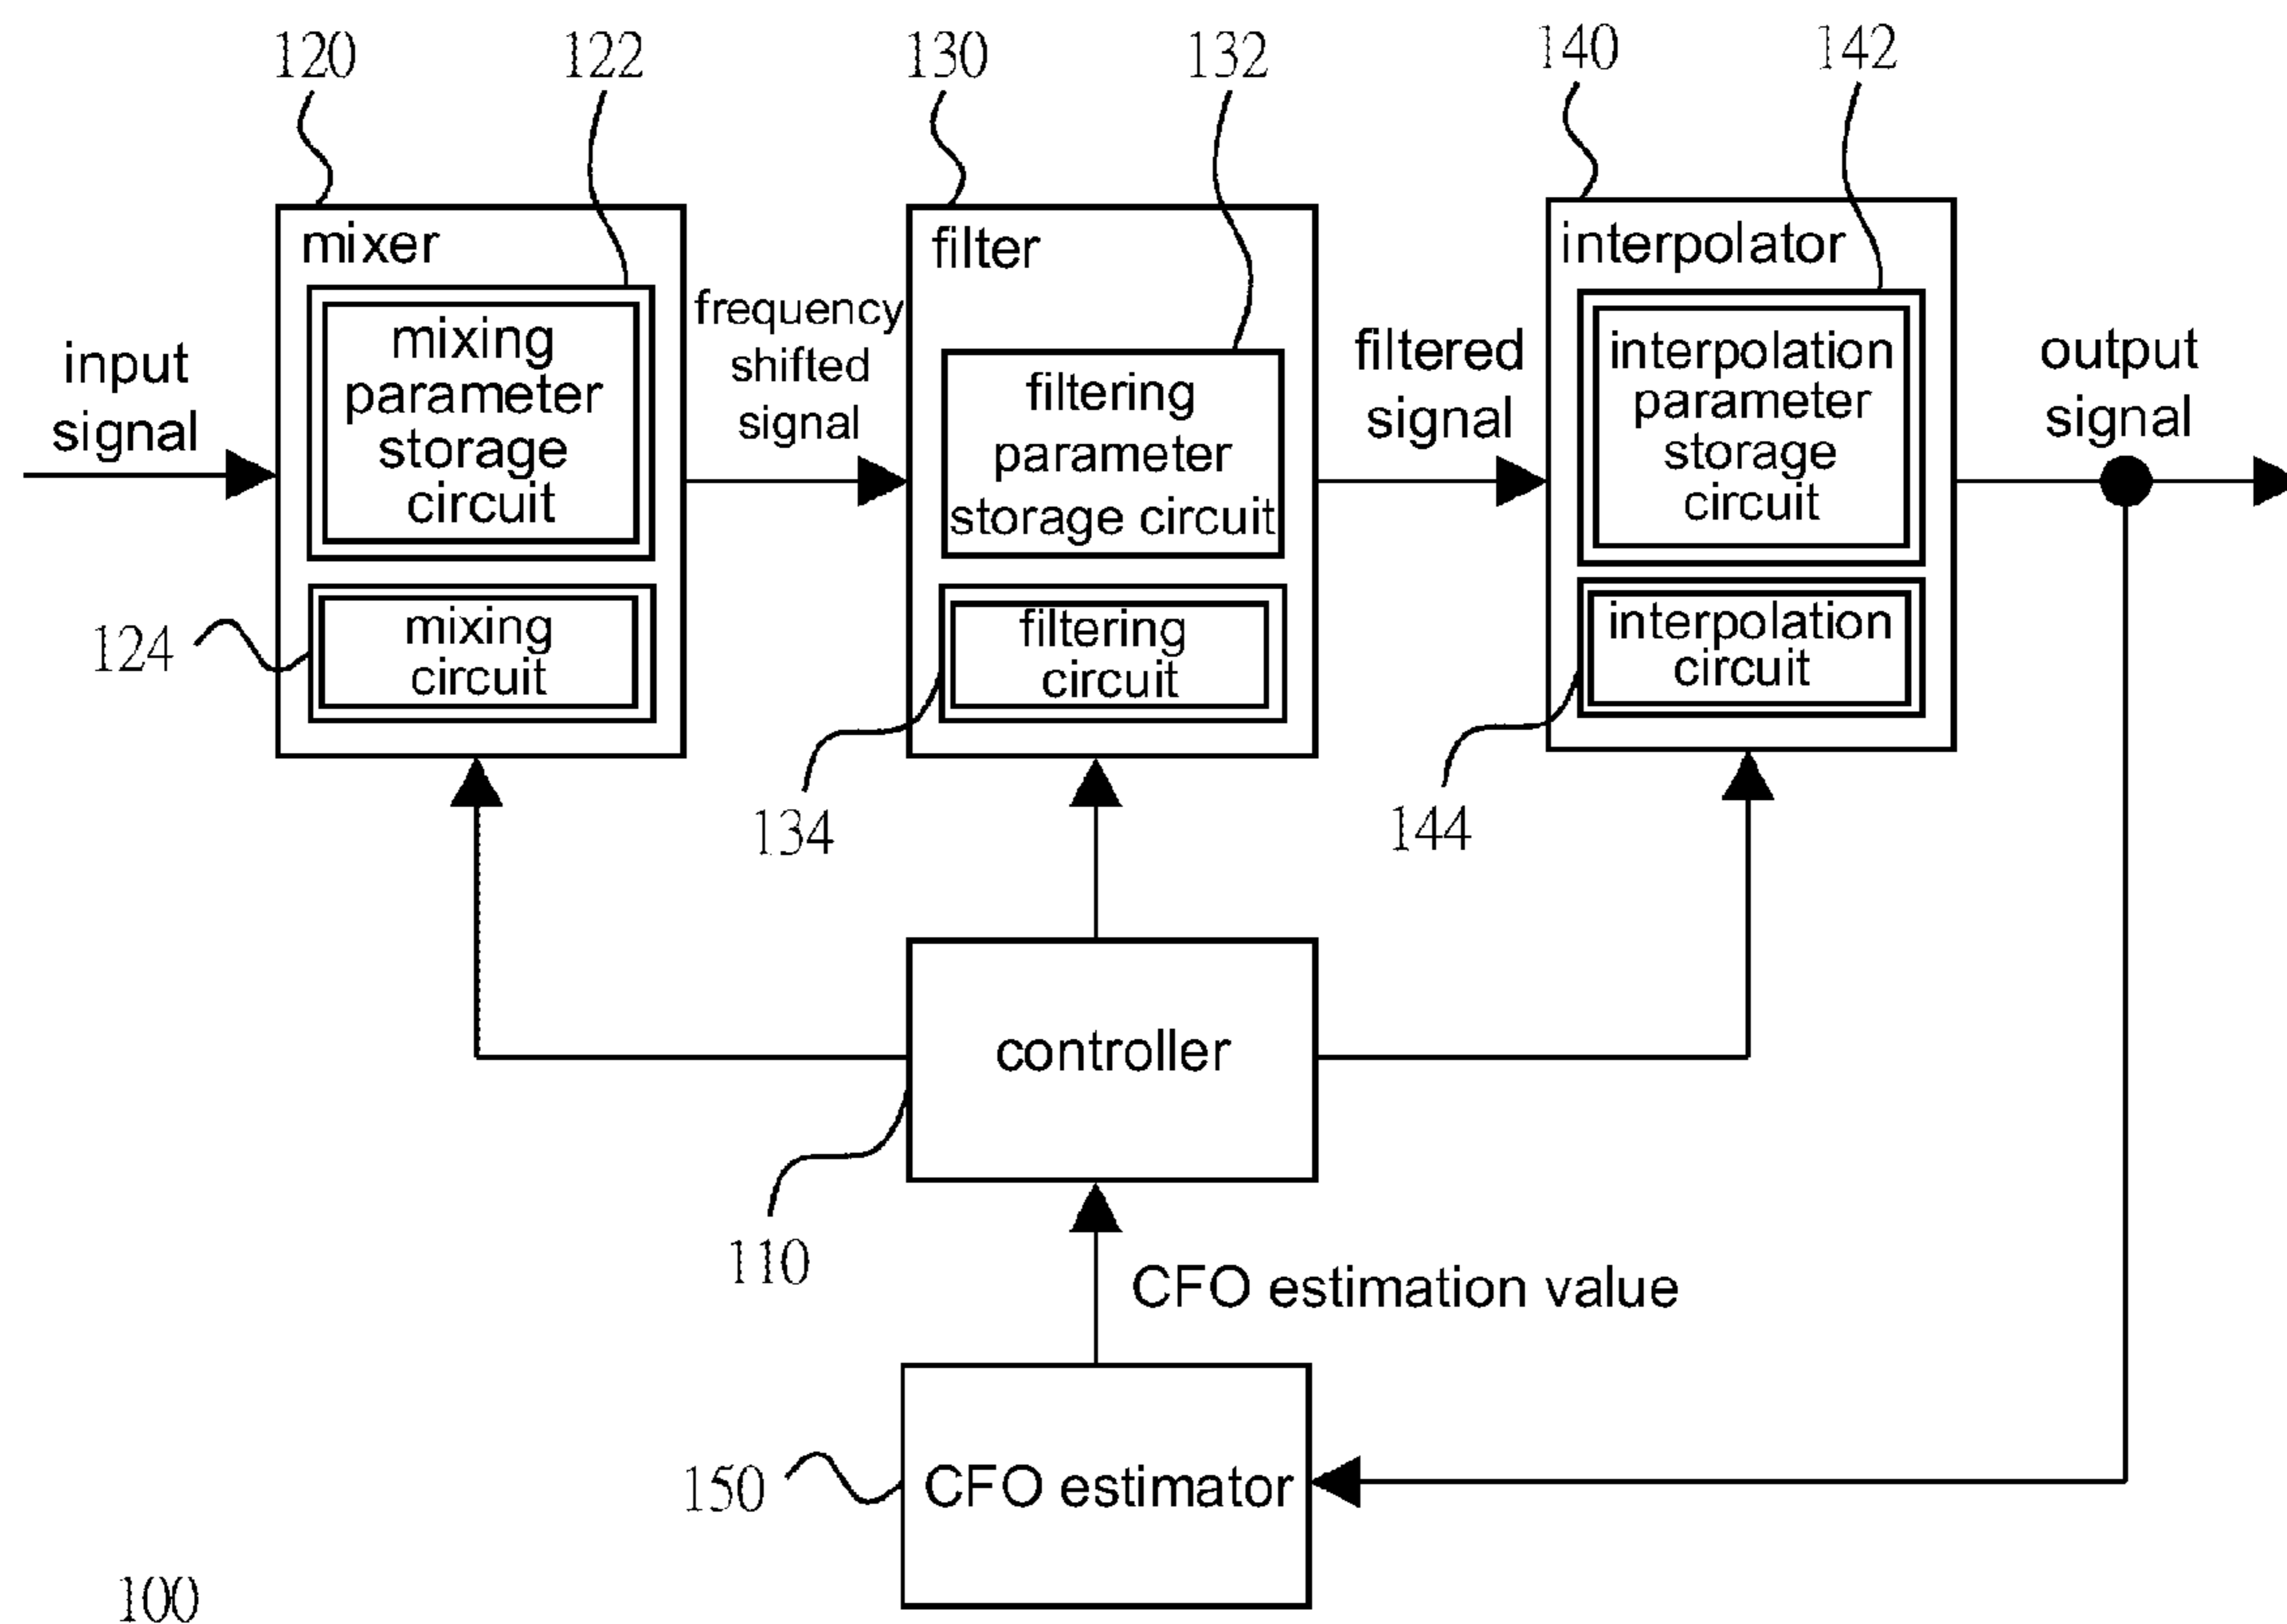 120
122
130
132
140
142
mixer
filter
interpolator
input
signal
mixing
parameter
storage
circuit
frequency
shifted
signal
filtering
parameter
storage circuit
filtered
signal
interpolation
parameter
storage
circuit
output
signal
124
mixing
circuit
filtering
circuit
interpolation
circuit
134
144
controller
110
CFO estimation value
150
CFO estimator
100